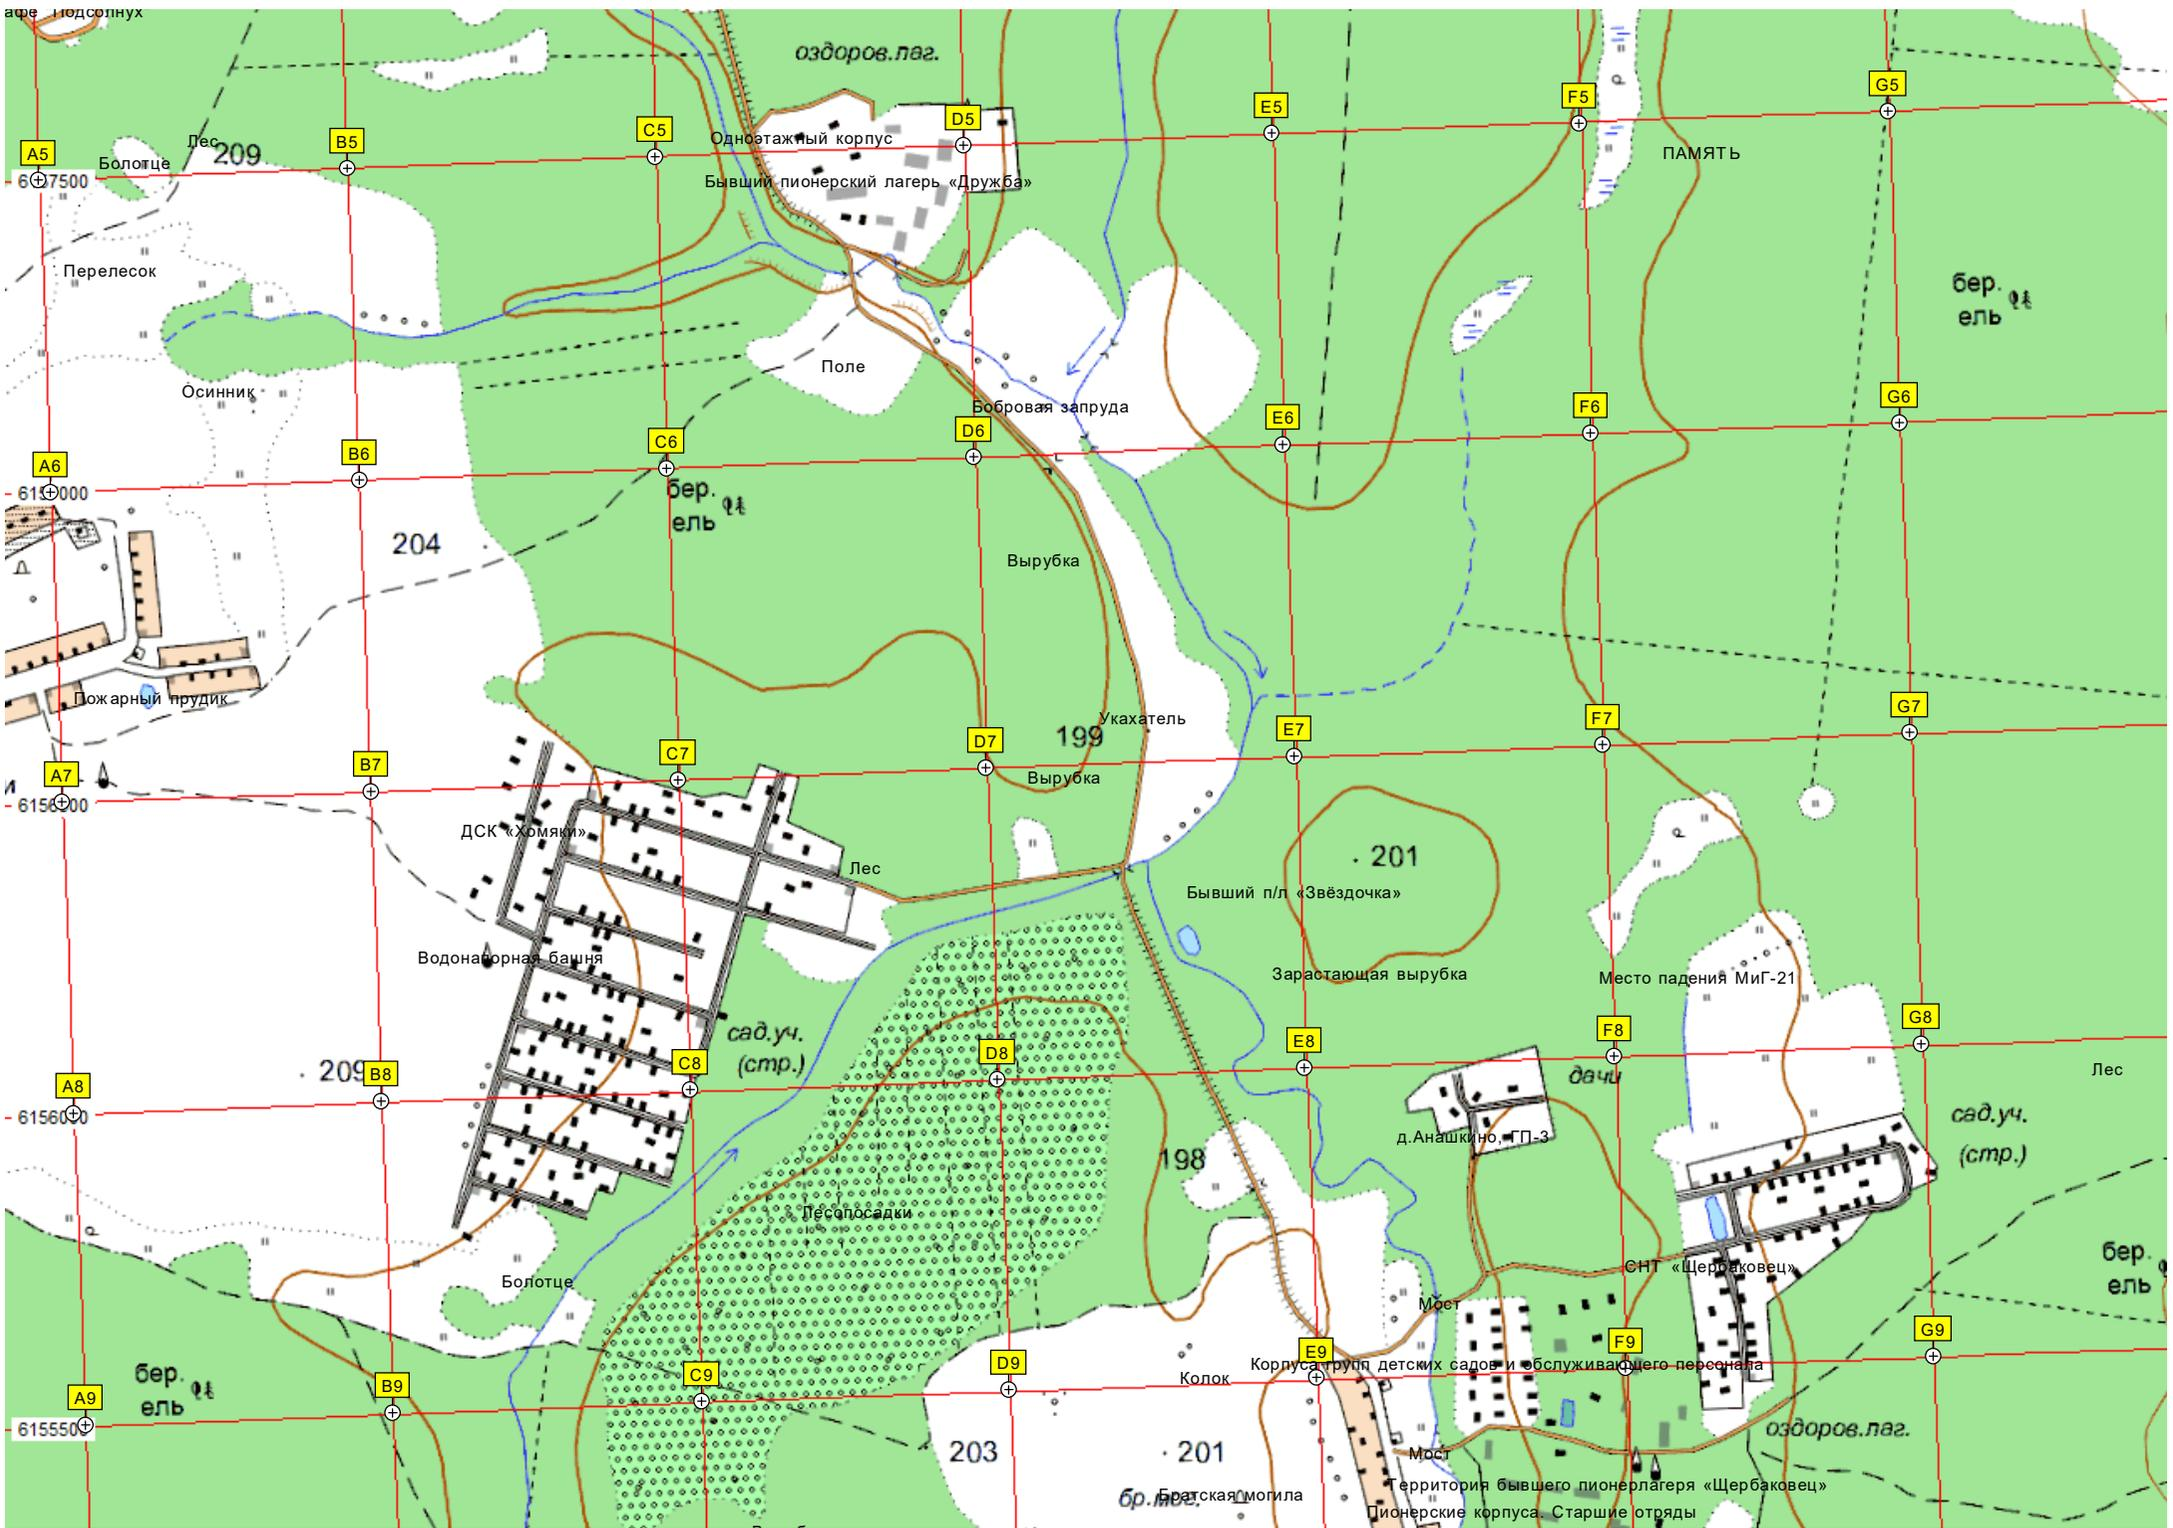 афе "Подсолнух
оздоров.лаг.
G5
F5
E5
D5
C5
B5
A5
Лес
209
Болотце
Одноэтажный корпус
ПАМЯТЬ
Бывший пионерский лагерь «Дружба»
Перелесок
бер.
ель
Поле
Осинник
Бобровая запруда
G6
F6
E6
D6
C6
B6
A6
бер.
ель
204
Вырубка
Пожарный прудик
Укахатель
199
G7
F7
E7
D7
C7
B7
A7
Вырубка
ДСК «Хомяки»
Лес
201
Бывший п/л «Звёздочка»
Водонапорная башня
Зарастающая вырубка
Место падения МиГ-21
сад.уч.
(стр.)
G8
F8
E8
D8
C8
B8
A8
209
дачи
Лес
сад.уч.
(стр.)
д.Анашкино, ГП-3
198
Лесопосадки
СНТ «Щербаковец»
бер.
ель
Болотце
Мост
G9
F9
E9
D9
C9
B9
A9
Корпуса групп детских садов и обслуживающего персонала
Колок
бер.
ель
6155500
203
201
оздоров.лаг.
Мост
Территория бывшего пионерлагеря «Щербаковец»
бр.мог.
Братская могила
Пионерские корпуса. Старшие отряды